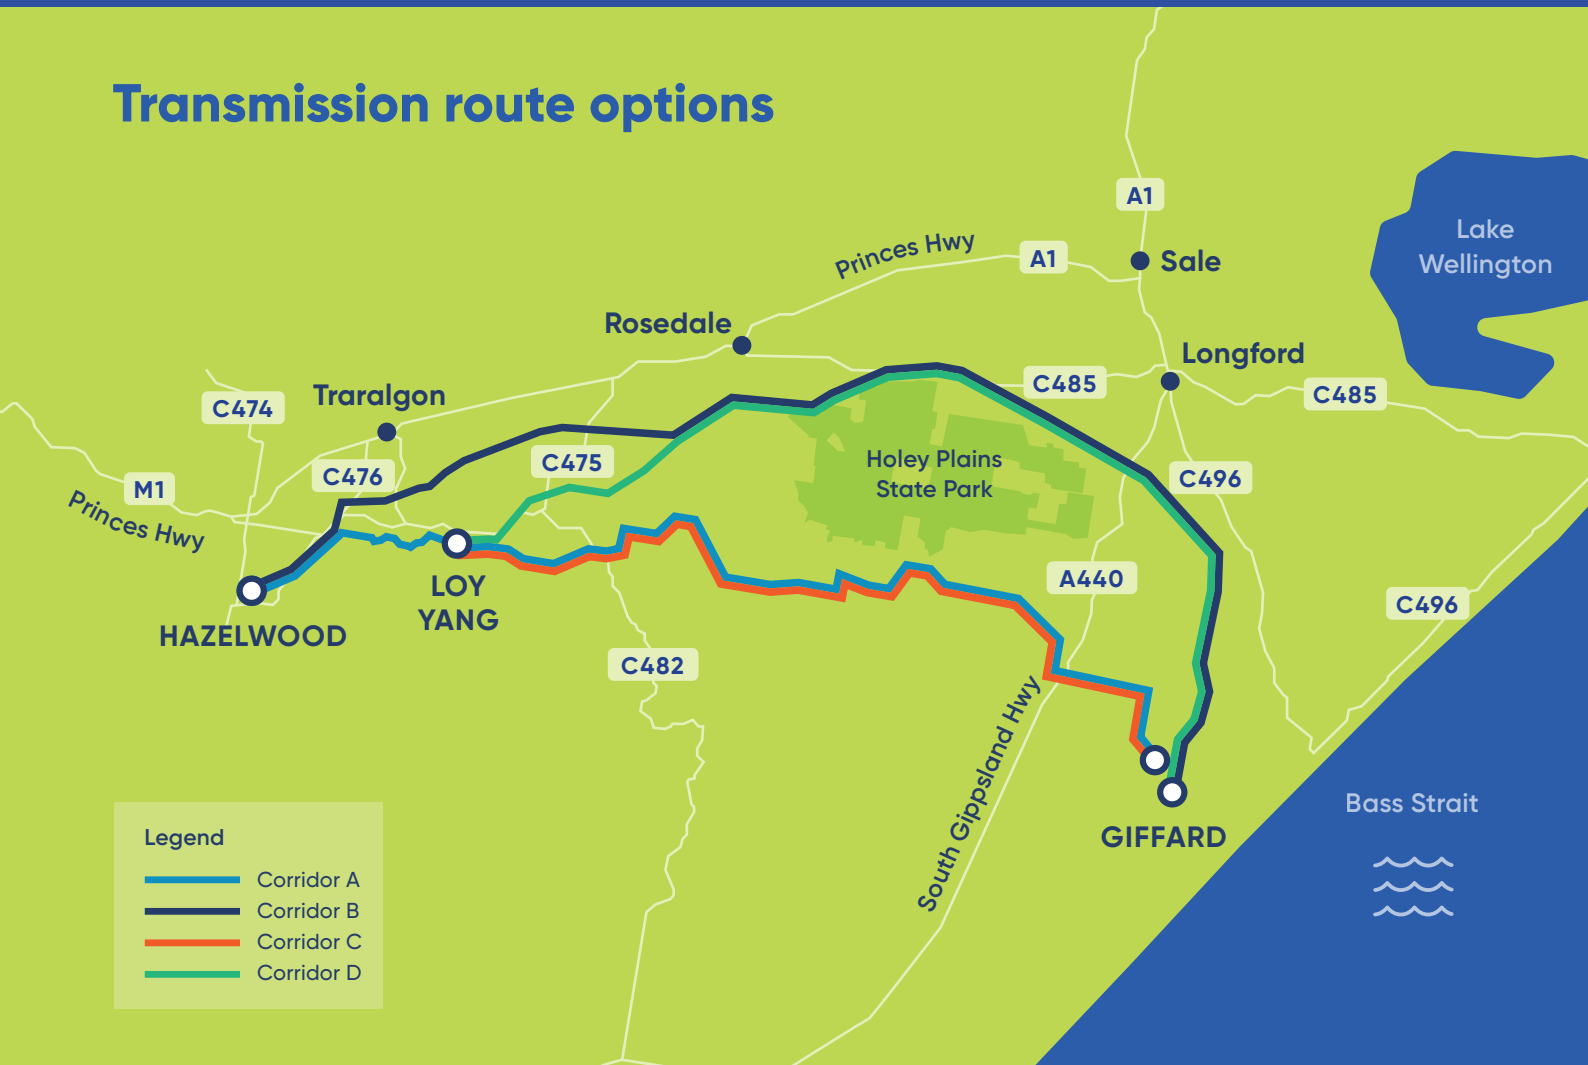 Transmission route options
A1
Lake
Wellington
Princes Hwy
A1
Sale
Rosedale
Longford
C485
C485
Traralgon
C474
C476
C475
Holey Plains
State Park
C496
M1
Princes Hwy
LOY
YANG
A440
C496
HAZELWOOD
C482
South Gippsland Hwy
Bass Strait
GIFFARD
Legend
Corridor A
Corridor B
Corridor C
Corridor D